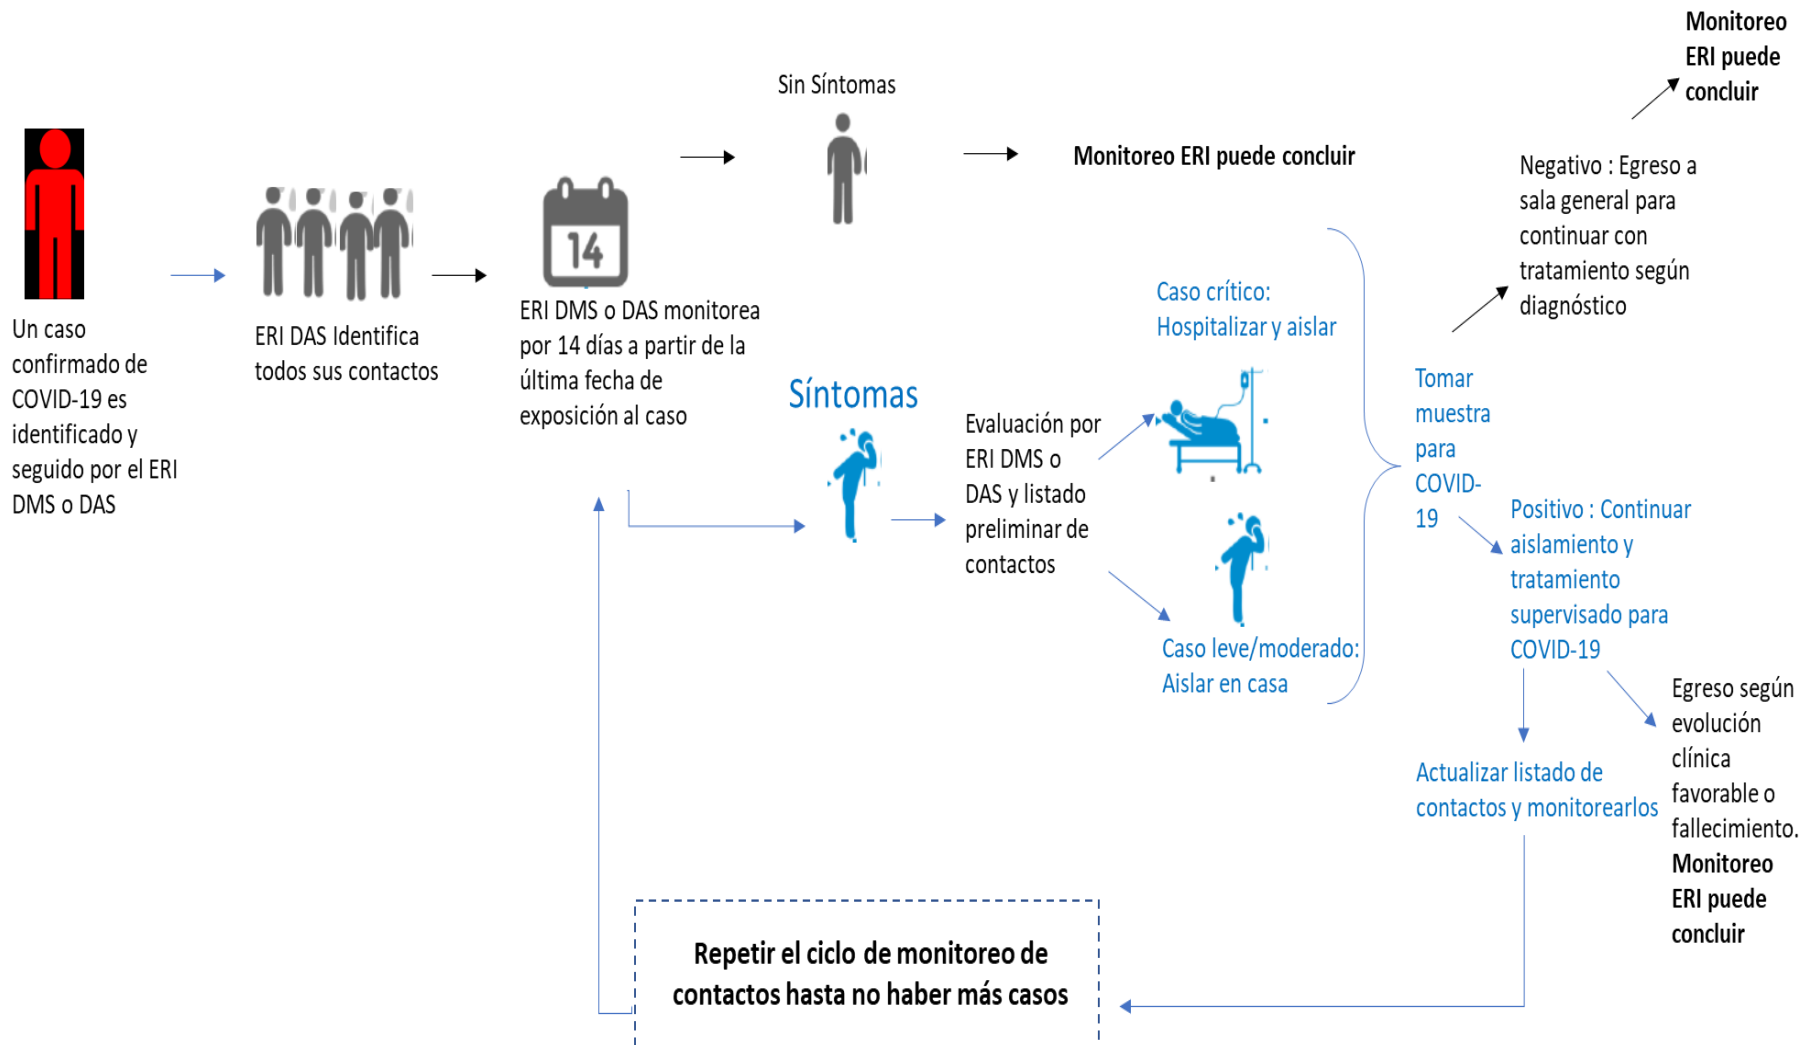 Un caso
confirmado de
COVID-19 es
identificado y
seguido por el ERI
DMS o DAS
ERI DAS Identifica
todos sus contactos
14
ERI DMS o DAS monitorea
por 14 días a partir de la
última fecha de
exposición al caso
Sin Síntomas
Monitoreo ERI puede concluir
Síntomas
Evaluación por
ERI DMS o
DAS y listado
preliminar de
contactos
Caso crítico:
Hospitalizar y aislar
Caso leve/moderado:
Aislar en casa
Tomar
muestra
para
COVID-
19
Negativo : Egreso a
sala general para
continuar con
tratamiento según
diagnóstico
Monitoreo
ERI puede
concluir
Positivo : Continuar
aislamiento y
tratamiento
supervisado para
COVID-19
Egreso según
evolución
clínica
favorable o
fallecimiento.
Monitoreo
ERI puede
concluir
Actualizar listado de
contactos y monitorearlos
Repetir el ciclo de monitoreo de
contactos hasta no haber más casos